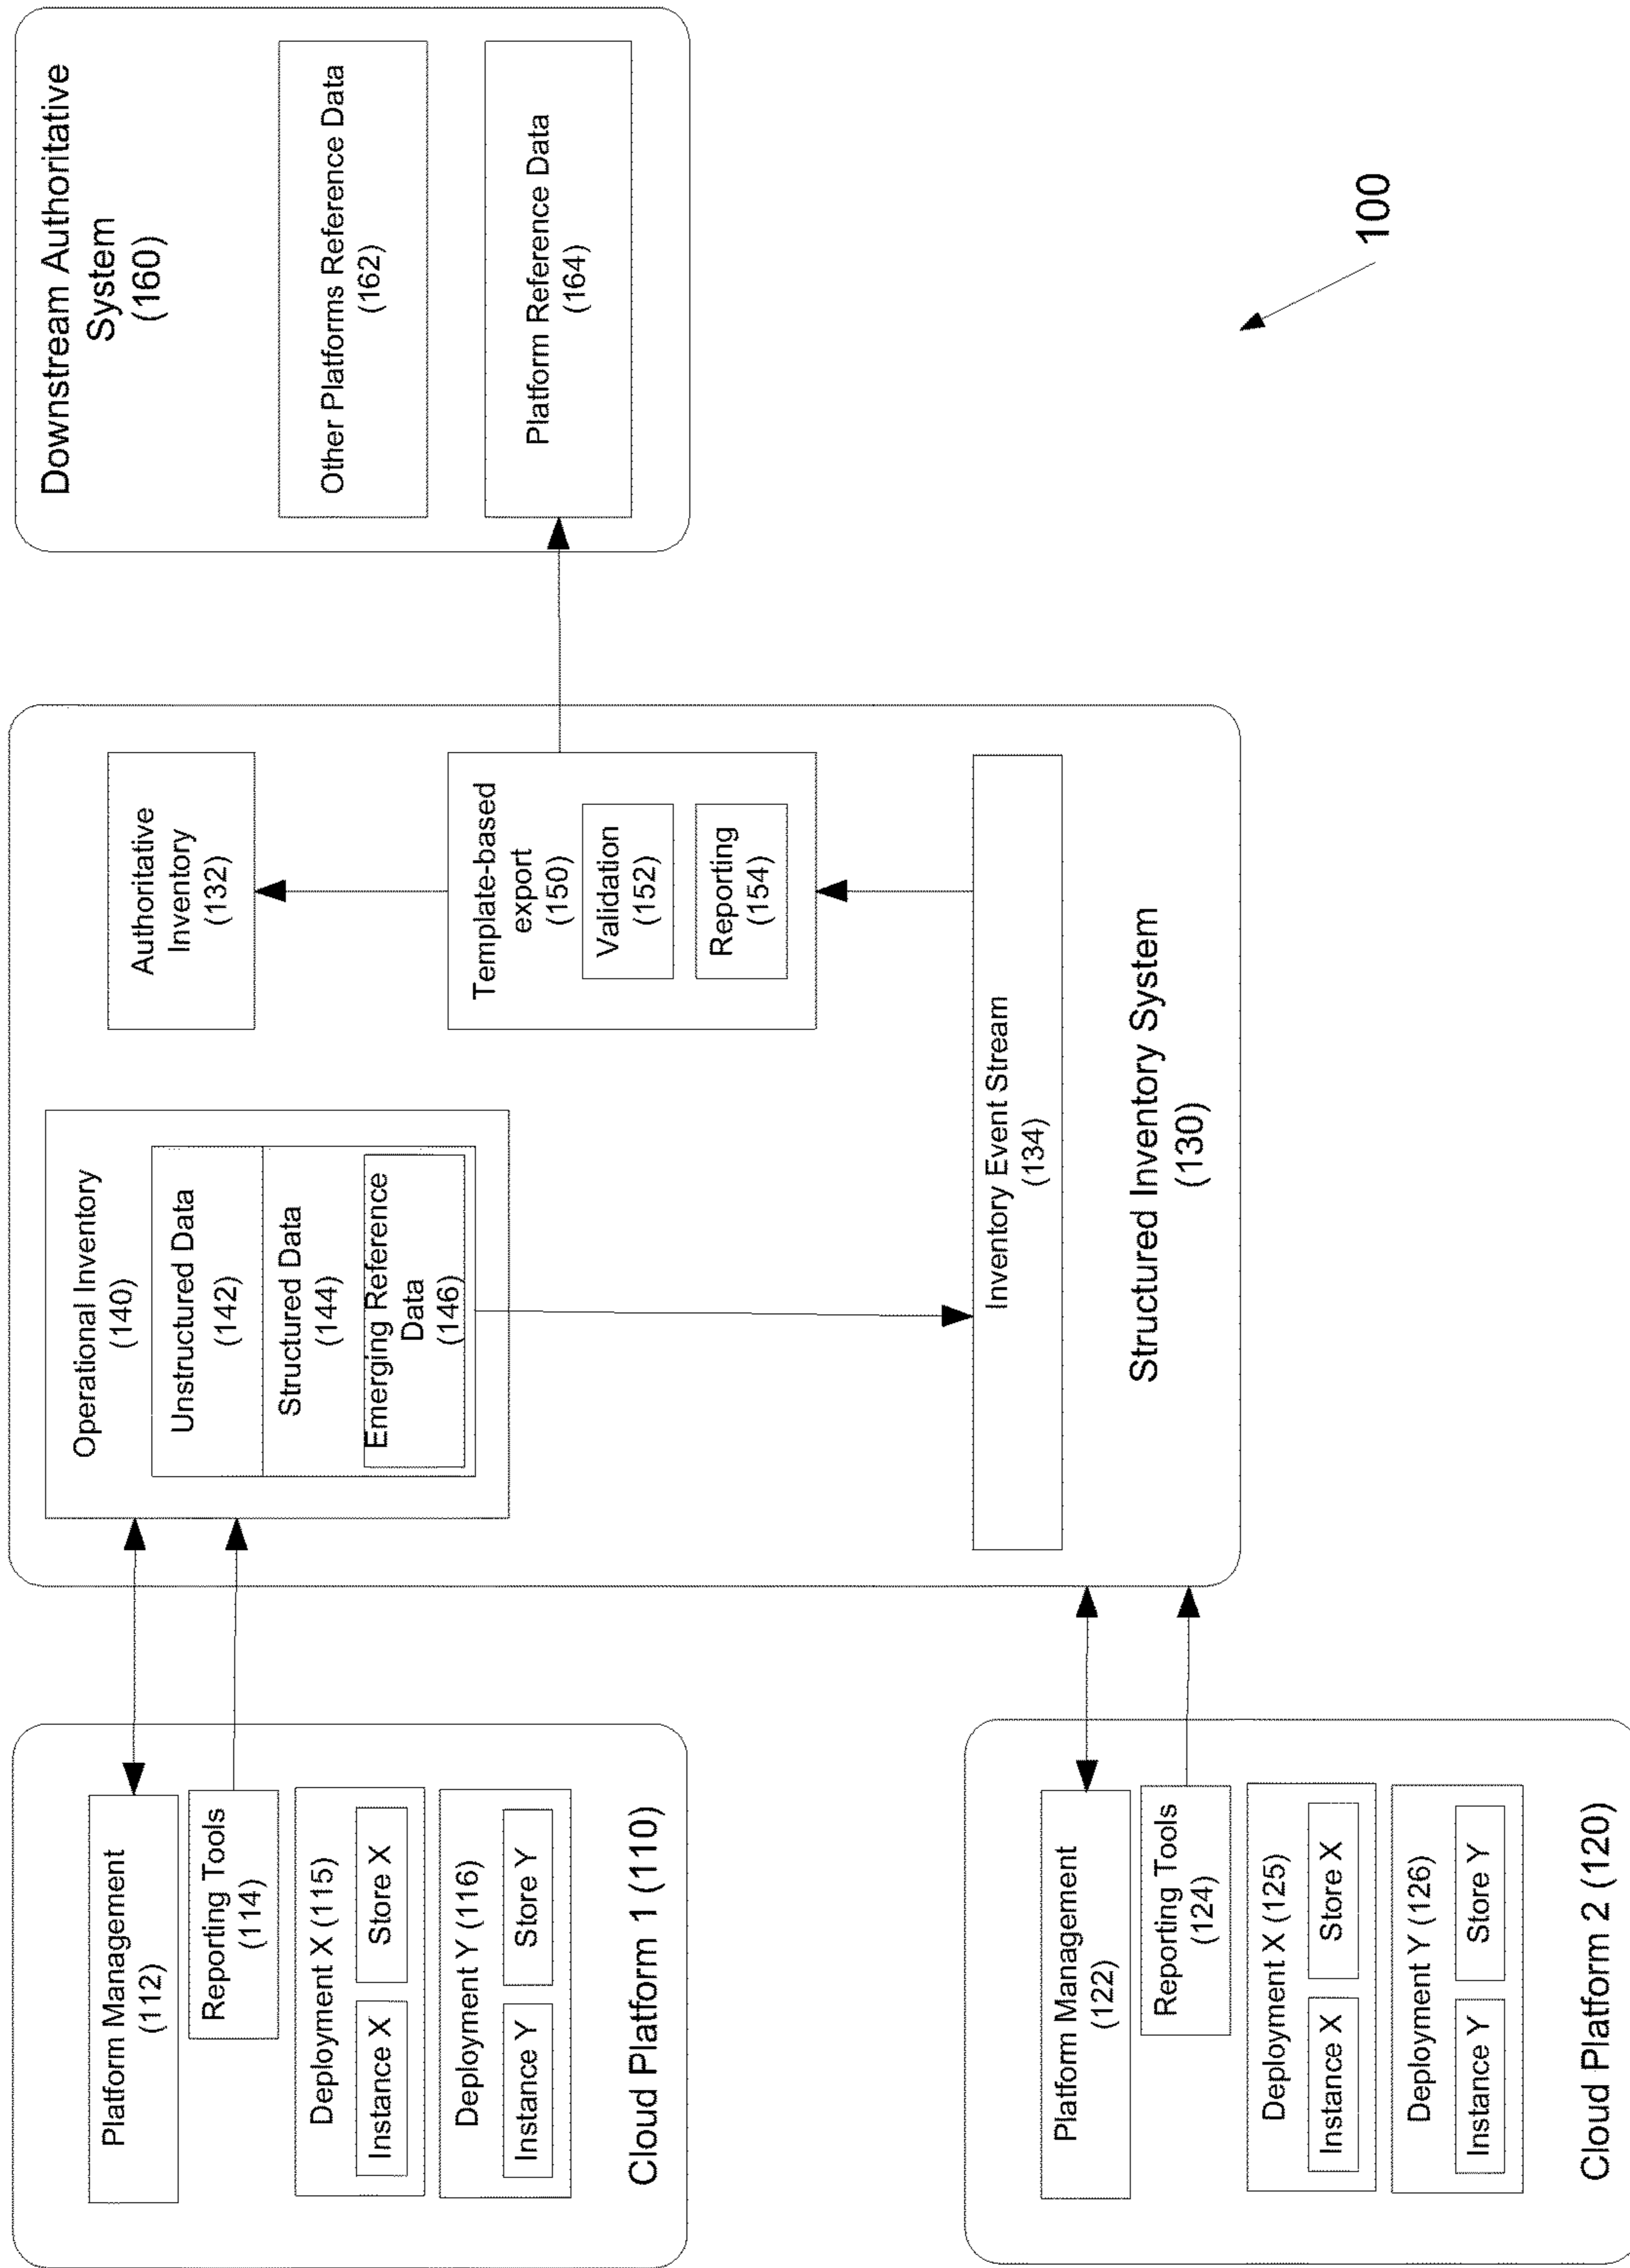 Platform Management
(112)
Reporting Tools
(114)
Deployment X (115)
Instance X
Store X
Deployment Y (116)
Instance Y
Store Y
Cloud Platform 1 (110)
Platform Management
(122)
Reporting Tools
(124)
Deployment X (125)
Instance X
Store X
Deployment Y (126)
Instance Y
Store Y
Cloud Platform 2 (120)
Operational Inventory
(140)
Unstructured Data
(142)
Structured Data
(144)
Emerging Reference
Data
(146)
Authoritative
Inventory
(132)
Template-based
export
(150)
Validation
(152)
Reporting
(154)
Inventory Event Stream
(134)
Structured Inventory System
(130)
Downstream Authoritative
System
(160)
Other Platforms Reference Data
(162)
Platform Reference Data
(164)
100